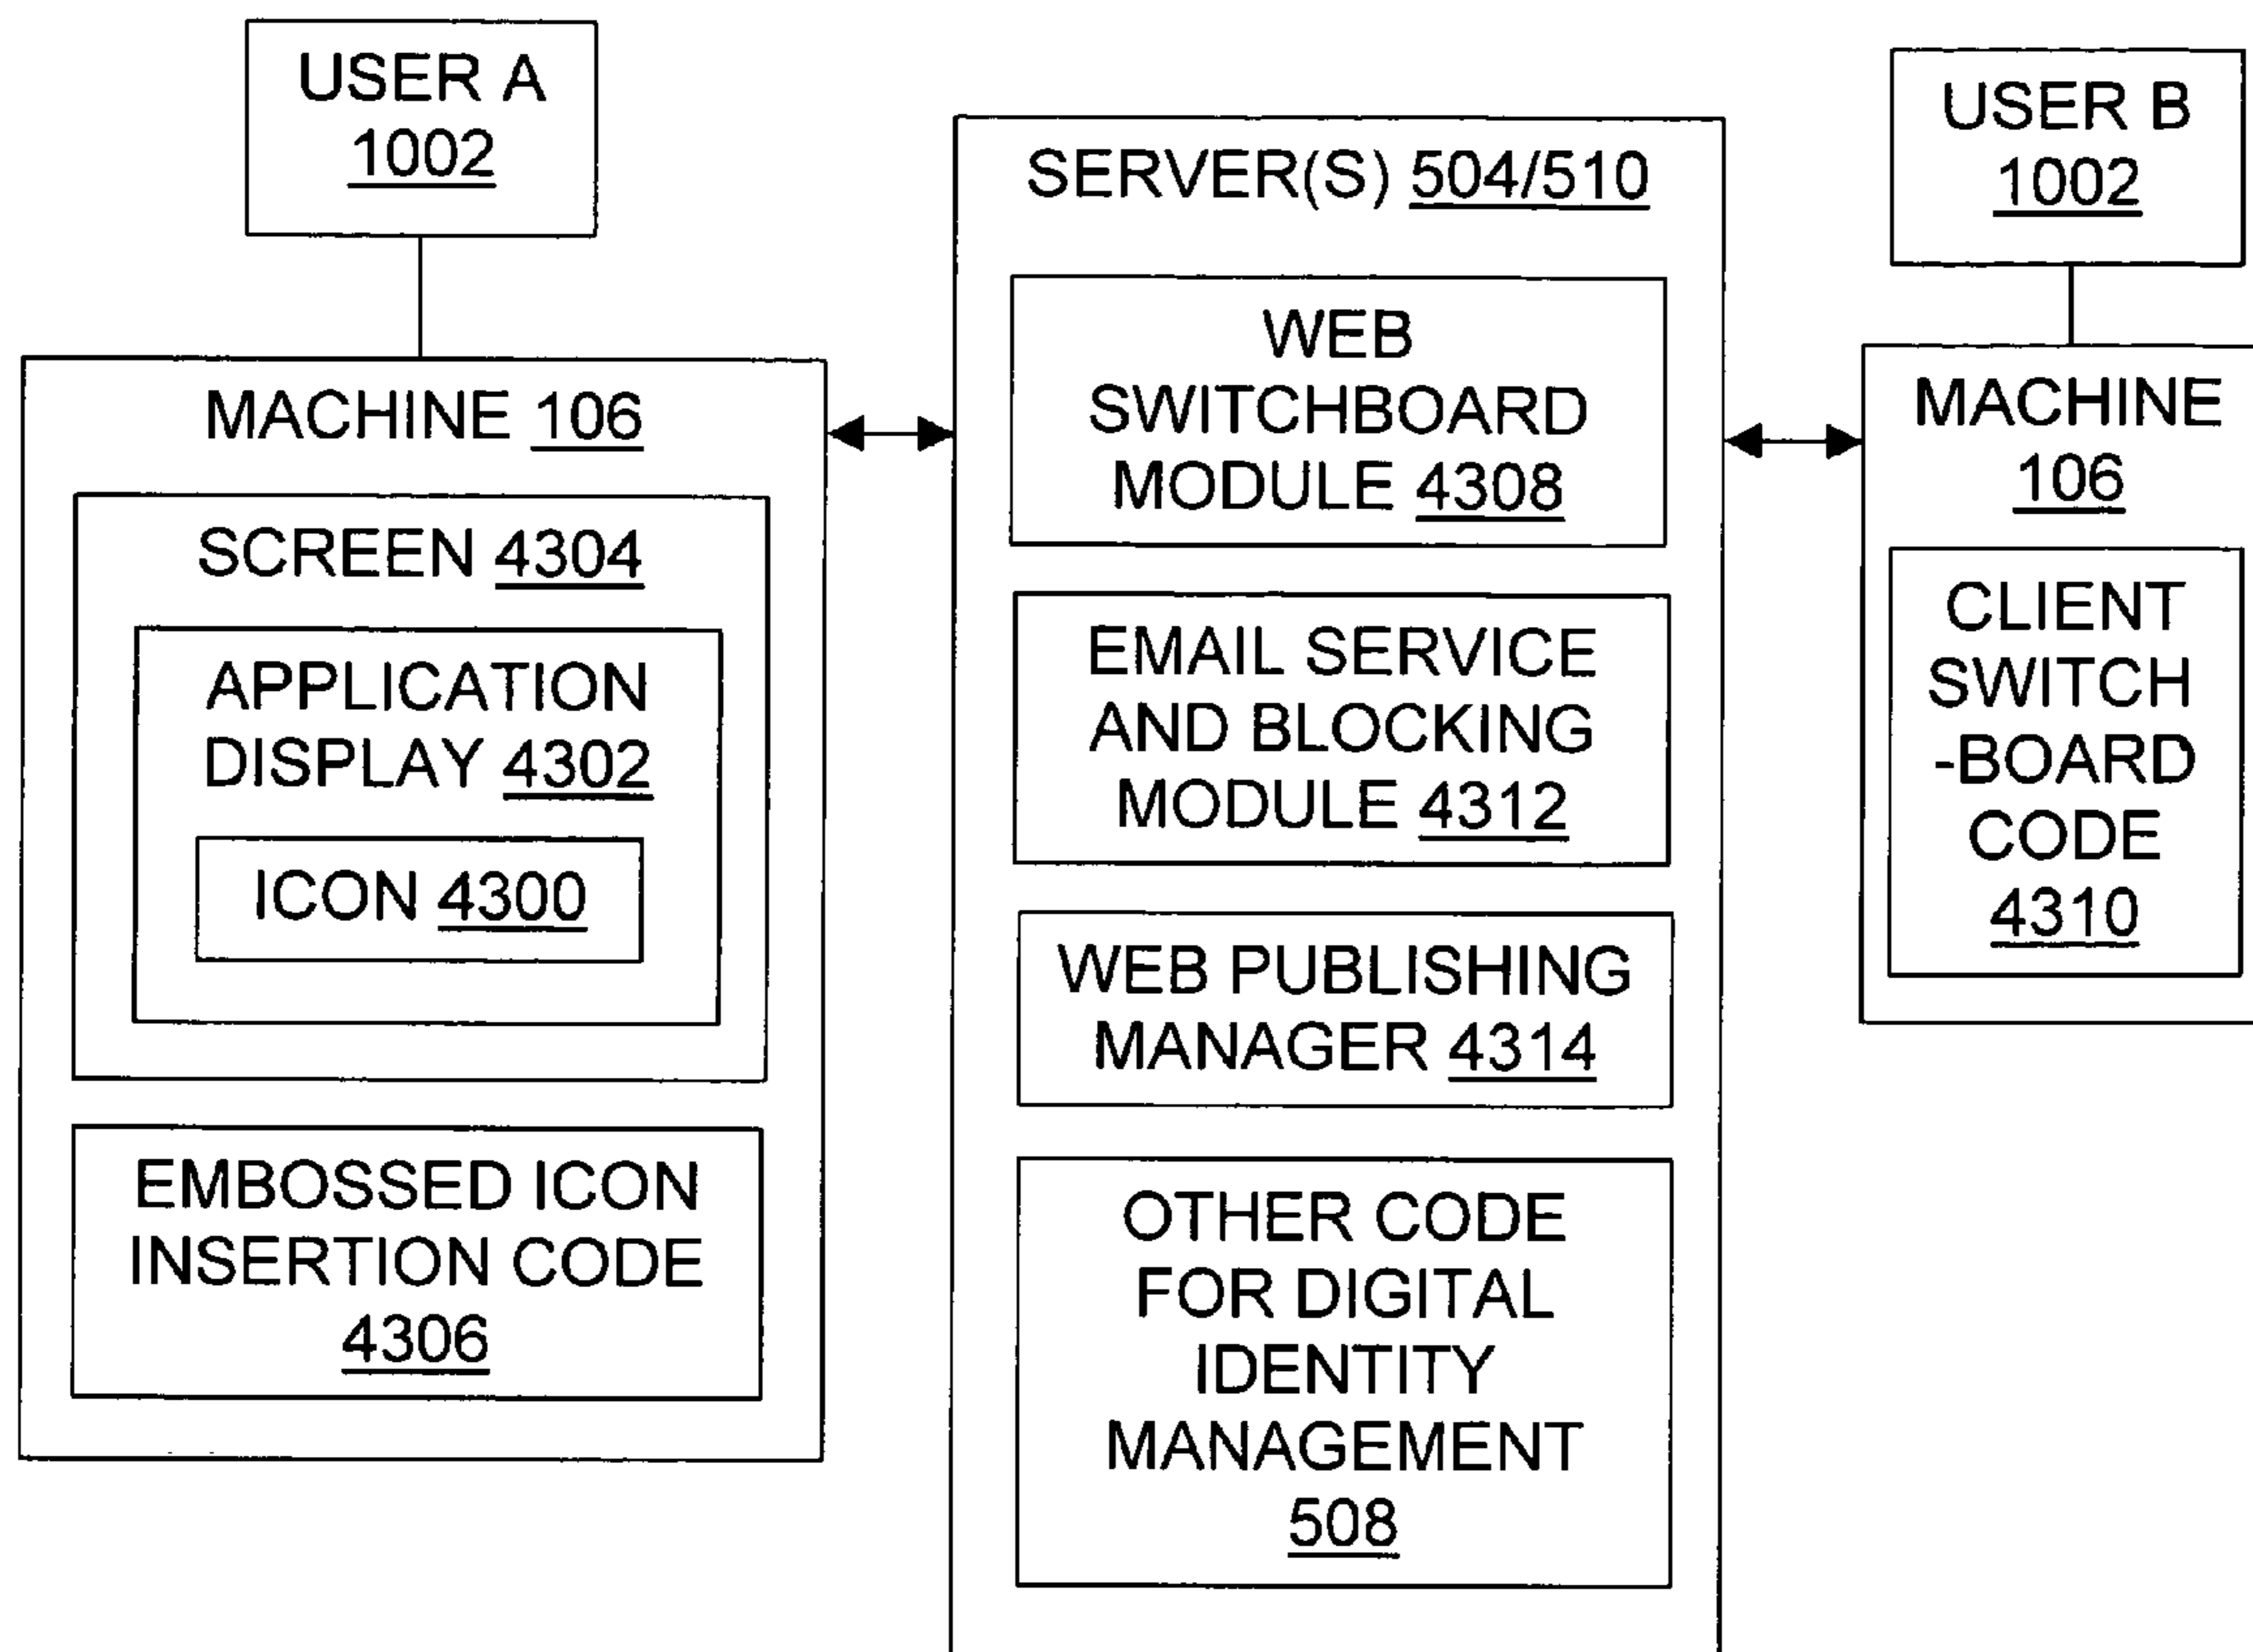 USER A
1002
MACHINE 106
SCREEN 4304
APPLICATION
DISPLAY 4302
ICON 4300
EMBOSSED ICON
INSERTION CODE
4306
SERVER(S) 504/510
WEB
SWITCHBOARD
MODULE 4308
EMAIL SERVICE
AND BLOCKING
MODULE 4312
WEB PUBLISHING
MANAGER 4314
OTHER CODE
FOR DIGITAL
IDENTITY
MANAGEMENT
508
USER B
1002
MACHINE
106
CLIENT
SWITCH
-BOARD
CODE
4310